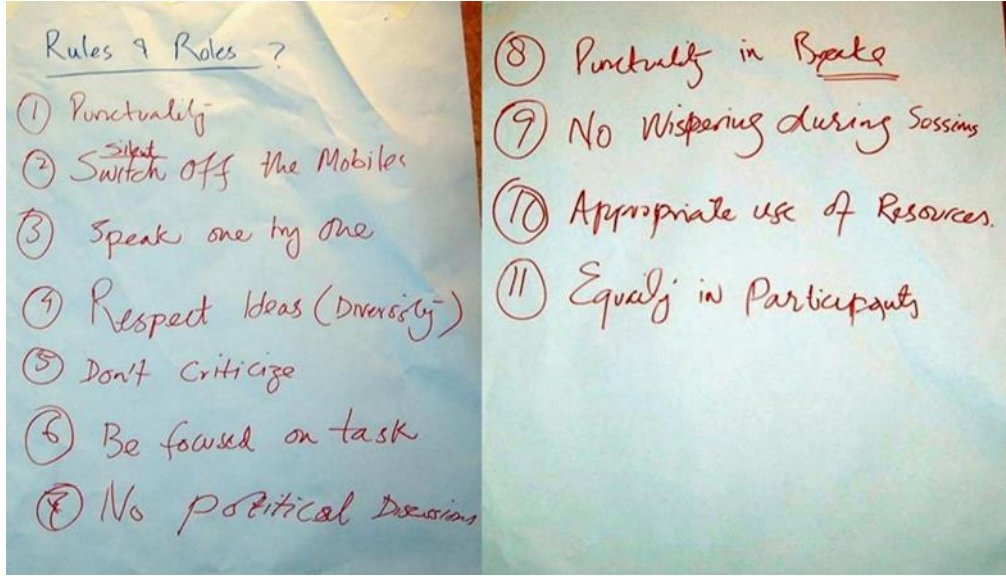 Rules & Roles ?
① Punctuality
Silent
② Switch off the Mobiles
③ Speak one by one
④ Respect Ideas (Diversity)
⑤ Don't Criticize
⑥ Be focused on task
⑦ No political Discussions
⑧ Punctuality in
⑨ No Wispering during Sessions
⑩ Appropriate use of Resources.
⑪ in Participants